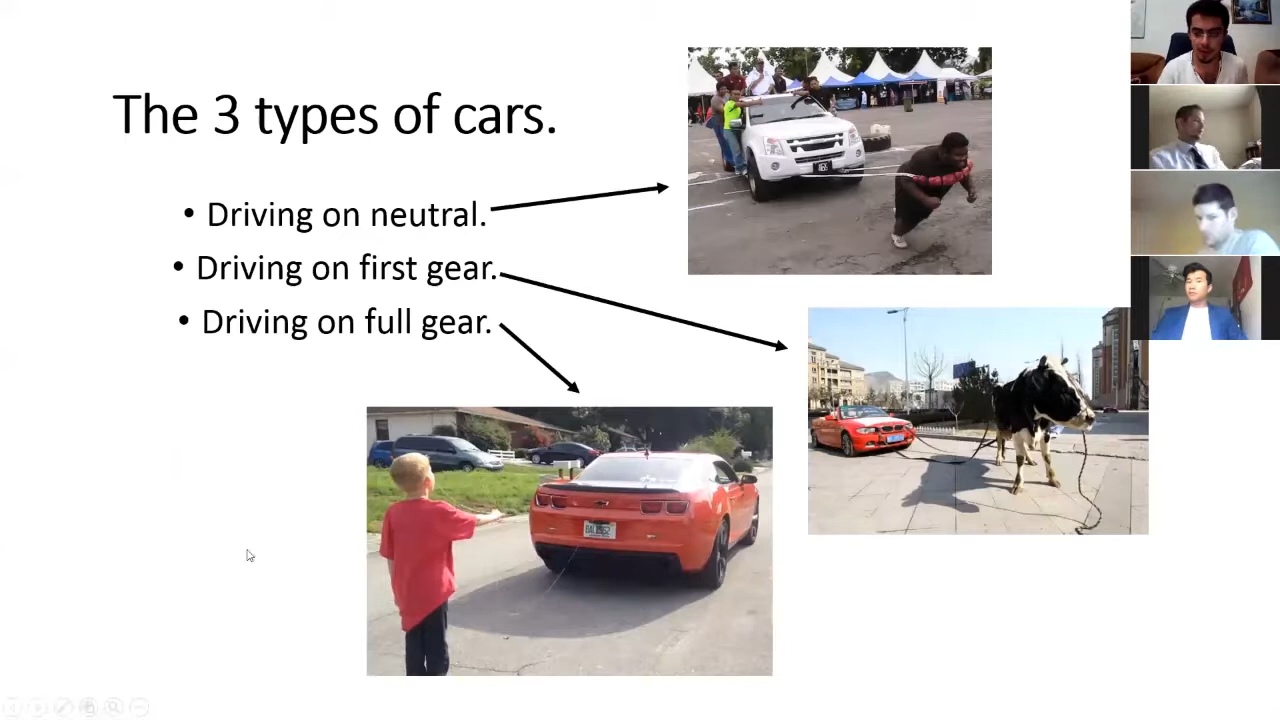 The 3 types of cars.
• Driving on neutral.
• Driving on first gear.
• Driving on full gear.